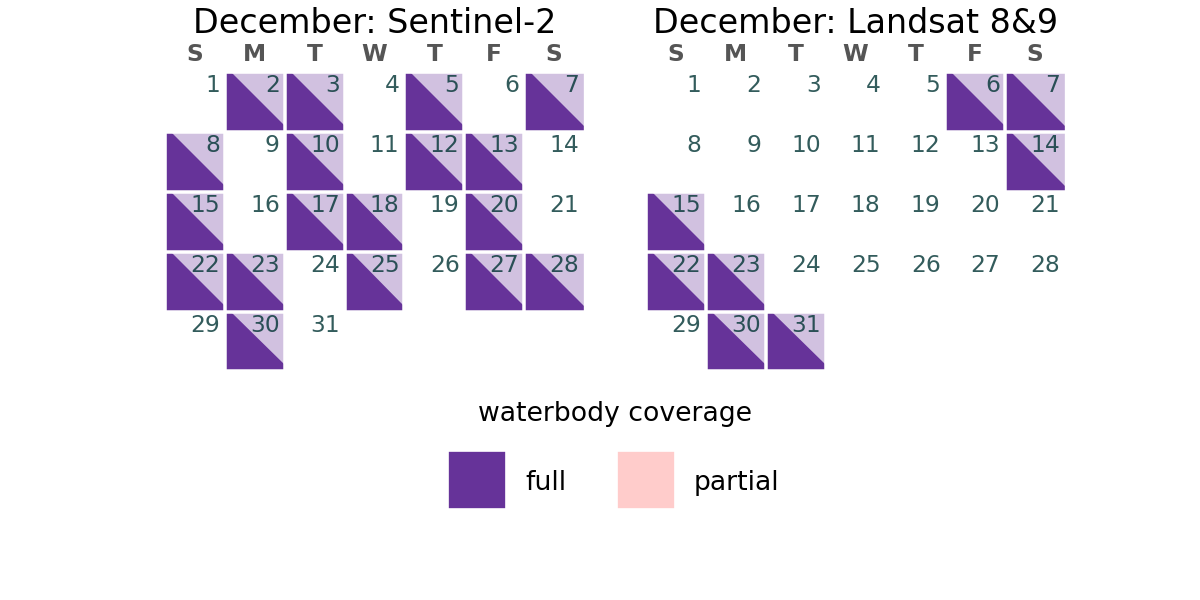 December: Sentinel-2
S M T W T F S
1 2 3 4 5 6 7
8 9 10 11 12 13 14
15 16 17 18 19 20 21
22 23 24 25 26 27 28
29 30 31
December: Landsat 8&9
S M T W T F S
1 2 3 4 5 6 7
8 9 10 11 12 13 14
15 16 17 18 19 20 21
22 23 24 25 26 27 28
29 30 31
waterbody coverage
full partial